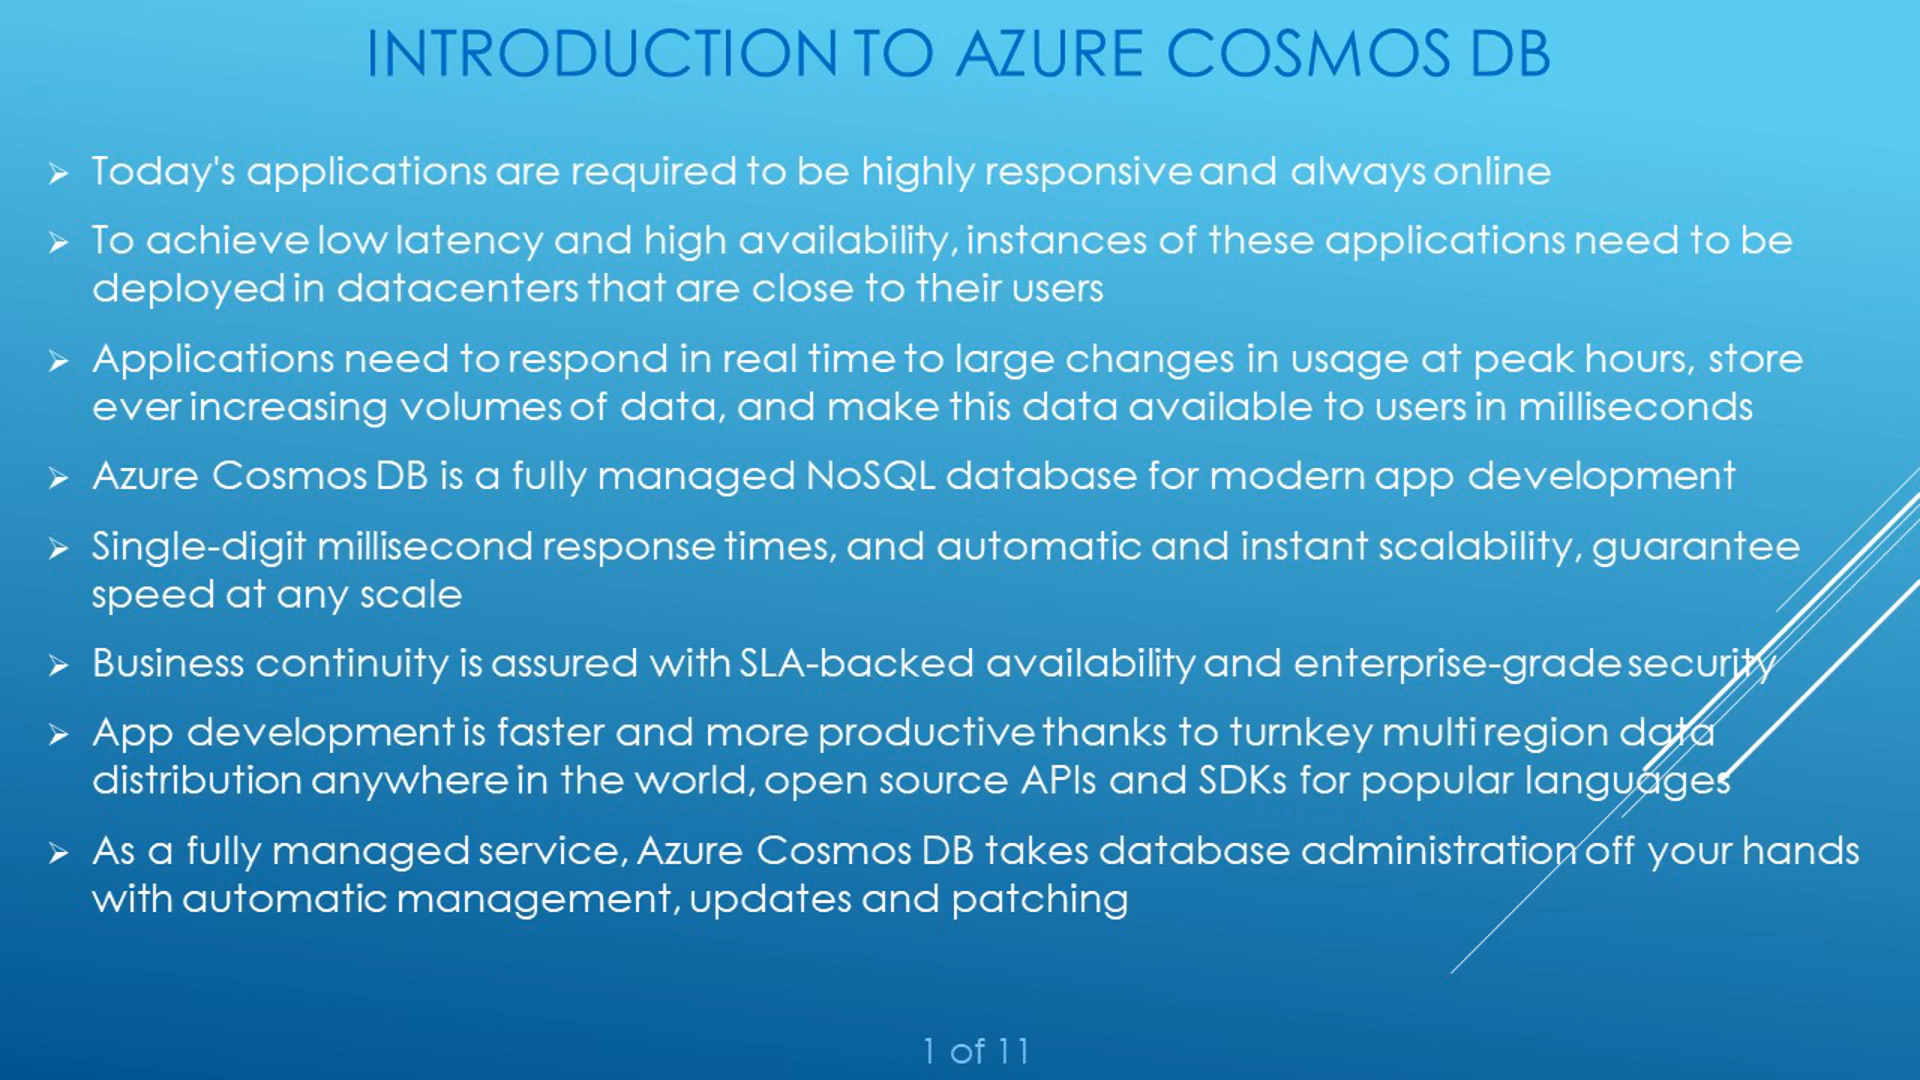 INTRODUCTION TO AZURE COSMOS DB
➢ Today's applications are required to be highly responsive and always online
➢ To achieve low latency and high availability, instances of these applications need to be
deployed in datacenters that are close to their users
➢ Applications need to respond in real time to large changes in usage at peak hours, store
ever increasing volumes of data, and make this data available to users in milliseconds
➢ Azure Cosmos DB is a fully managed NoSQL database for modern app development
➢ Single-digit millisecond response times, and automatic and instant scalability, guarantee
speed at any scale
➢ Business continuity is assured with SLA-backed availability and enterprise-grade security
➢ App development is faster and more productive thanks to turnkey multi region data
distribution anywhere in the world, open source APIs and SDKs for popular languages
➢ As a fully managed service, Azure Cosmos DB takes database administration off your hands
with automatic management, updates and patching
1 of 11